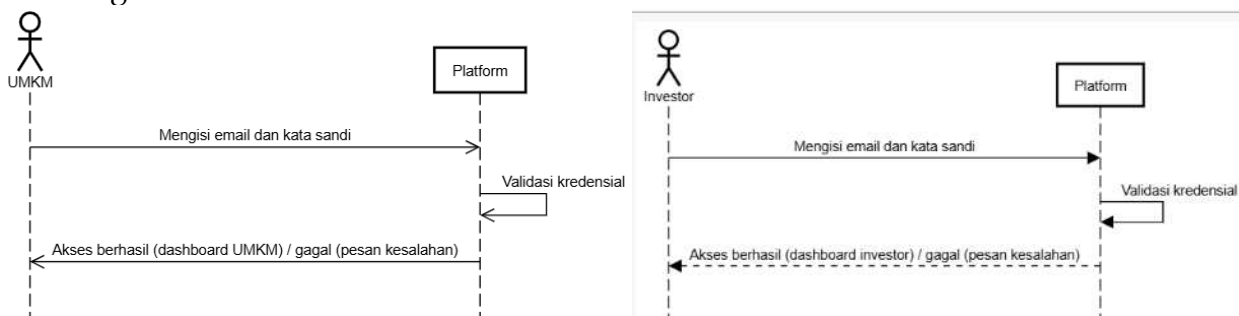 UMKM
Platform
Mengisi email dan kata sandi
Validasi kredensial
Akses berhasil (dashboard UMKM) / gagal (pesan kesalahan)
Investor
Platform
Mengisi email dan kata sandi
Validasi kredensial
Akses berhasil (dashboard investor) / gagal (pesan kesalahan)